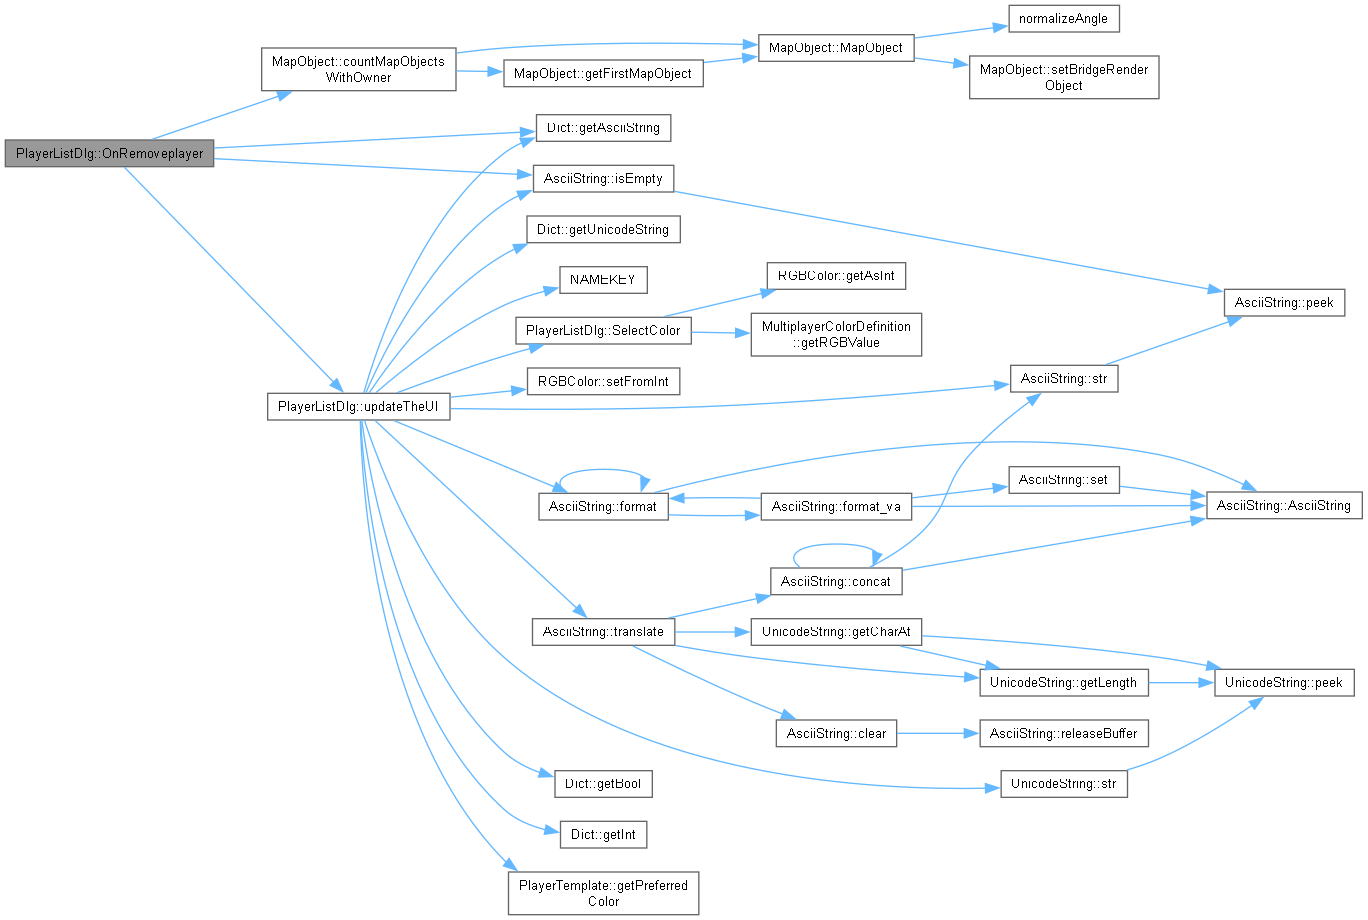 normalizeAngle
MapObject::countMapObjects
WithOwner
MapObject::MapObject
MapObject::getFirstMapObject
MapObject::setBridgeRender
Object
Dict::getAsciiString
PlayerListDlg::OnRemoveplayer
AsciiString::isEmpty
Dict::getUnicodeString
NAMEKEY
RGBColor::getAsInt
AsciiString::peek
PlayerListDlg::SelectColor
MultiplayerColorDefinition
::getRGBValue
RGBColor::setFromInt
AsciiString::str
PlayerListDlg::updateTheUI
AsciiString::set
AsciiString::format
AsciiString::format_va
AsciiString::AsciiString
AsciiString::concat
AsciiString::translate
UnicodeString::getCharAt
UnicodeString::getLength
UnicodeString::peek
AsciiString::clear
AsciiString::releaseBuffer
Dict::getBool
UnicodeString::str
Dict::getInt
PlayerTemplate::getPreferred
Color